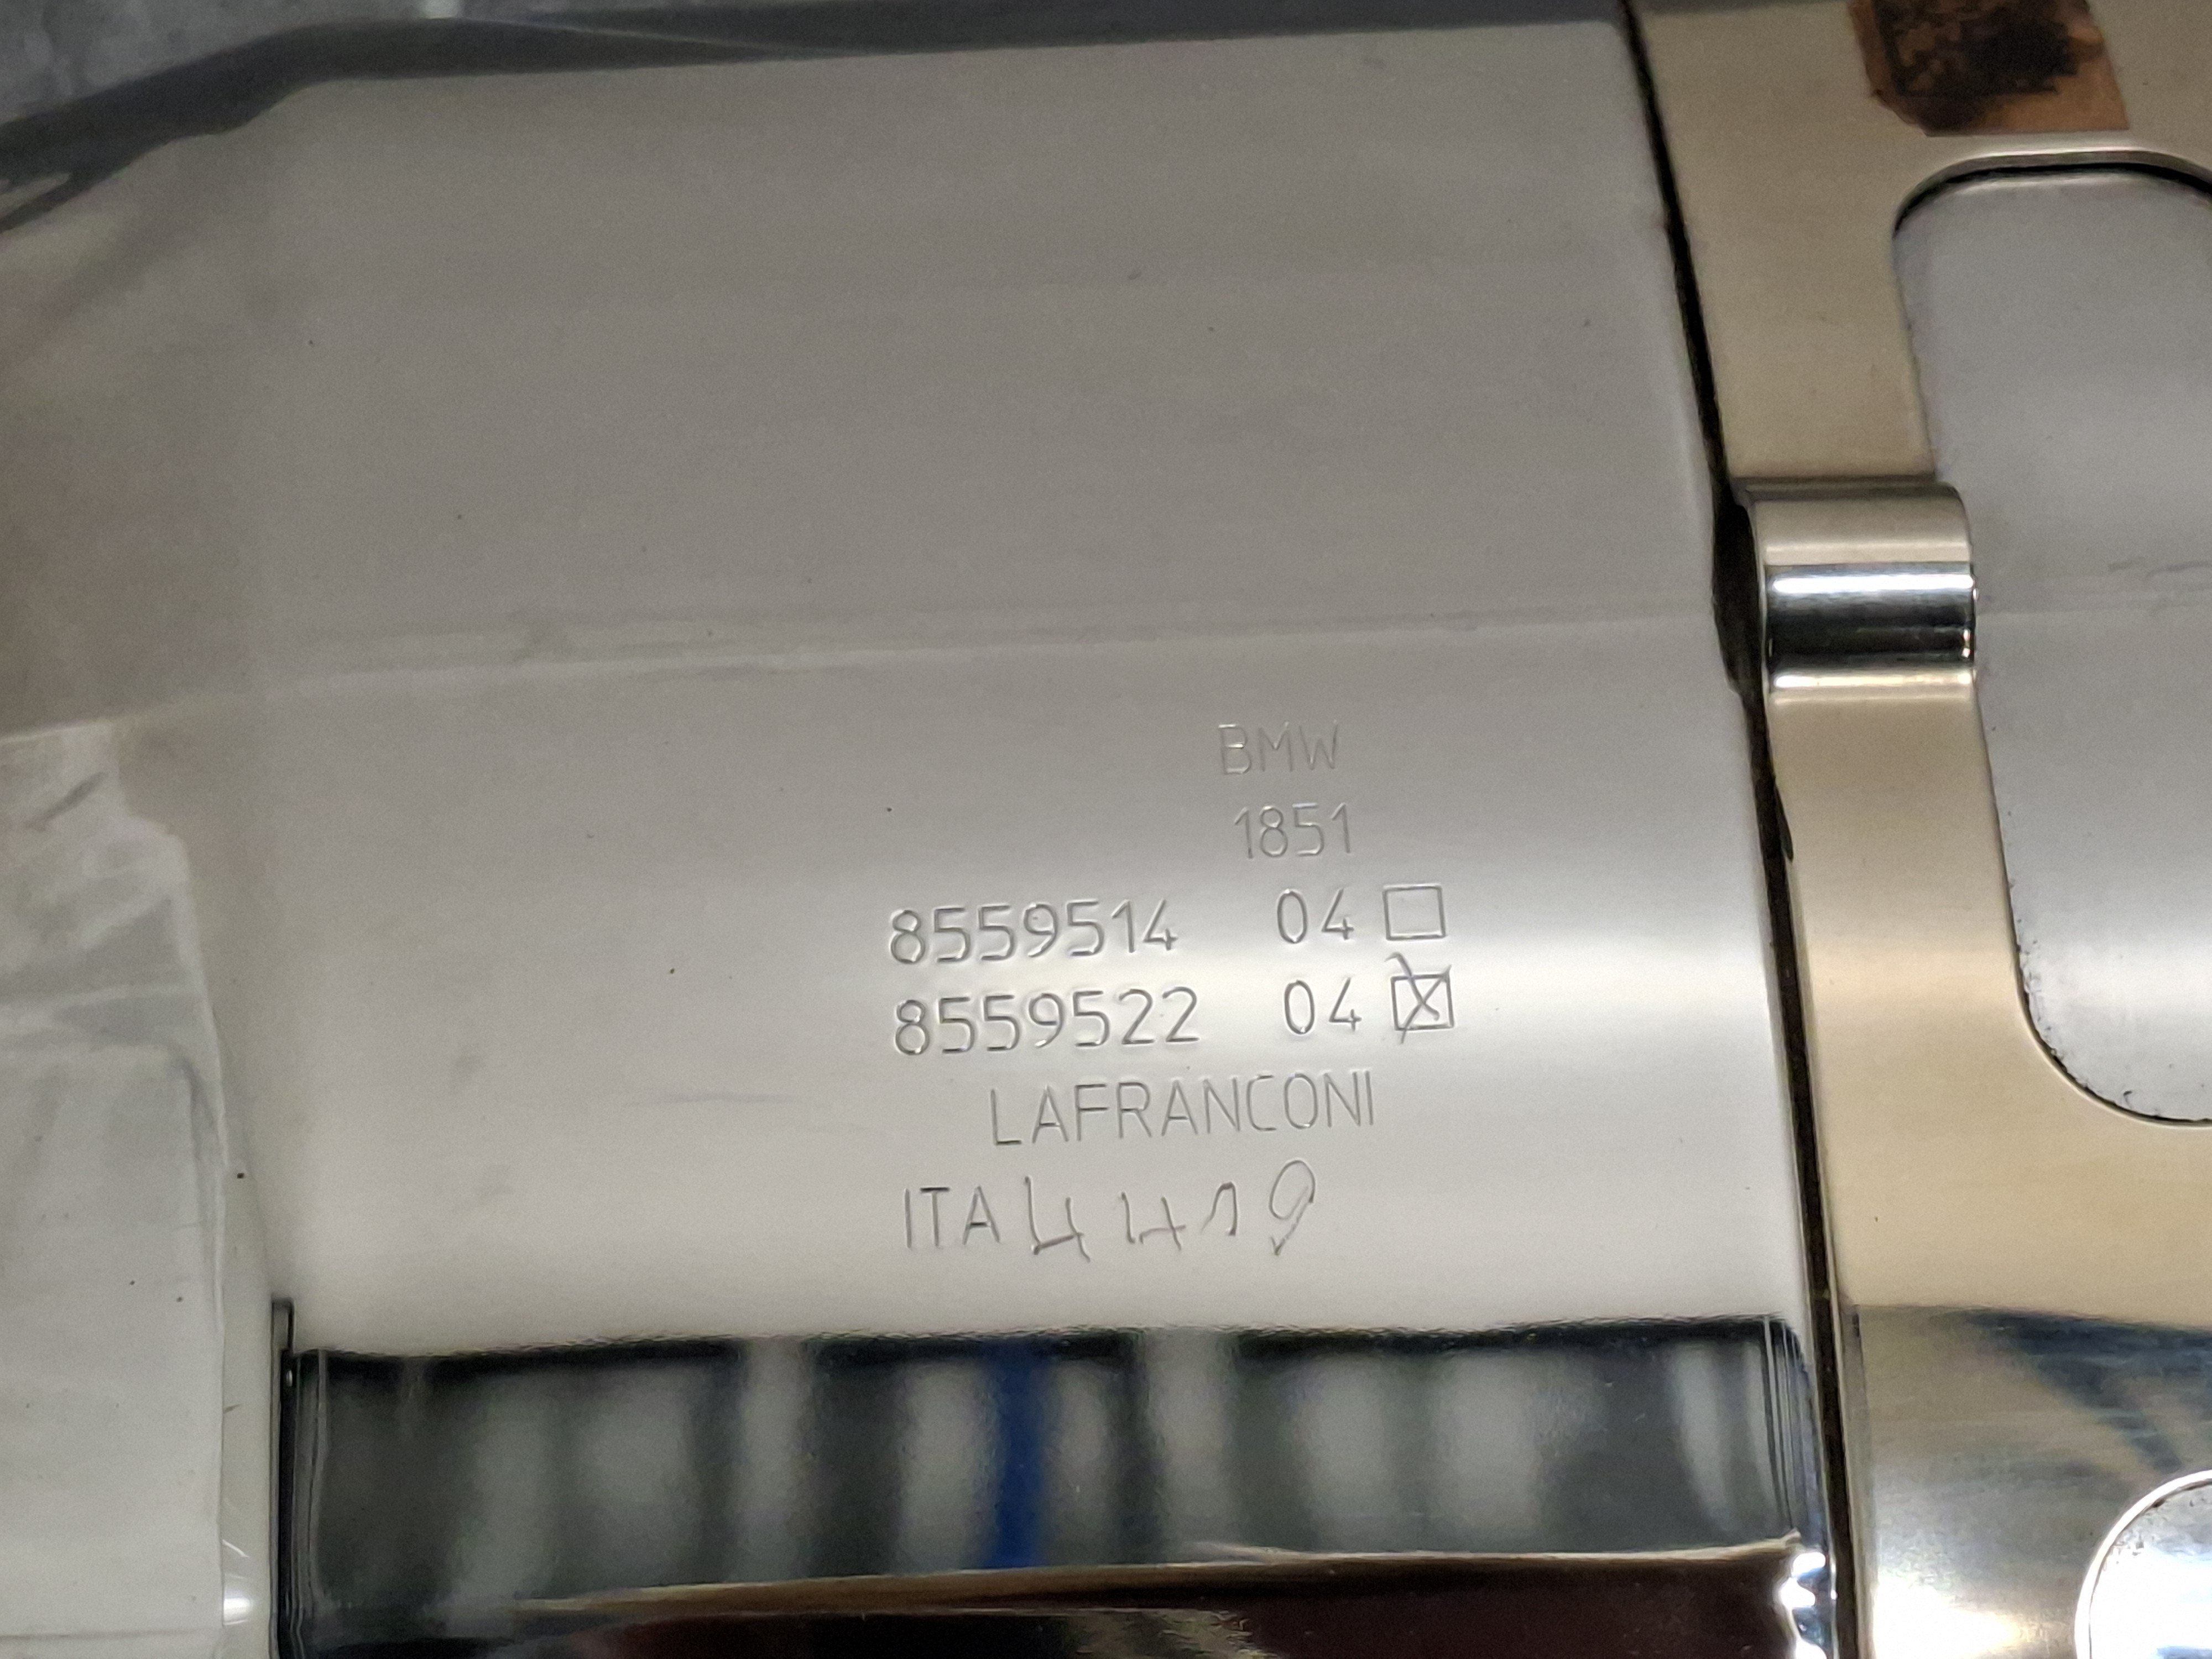 BMW
1851
8559514 04 ☐
8559522 04 ☒
LAFRANCONI
ITA 4419